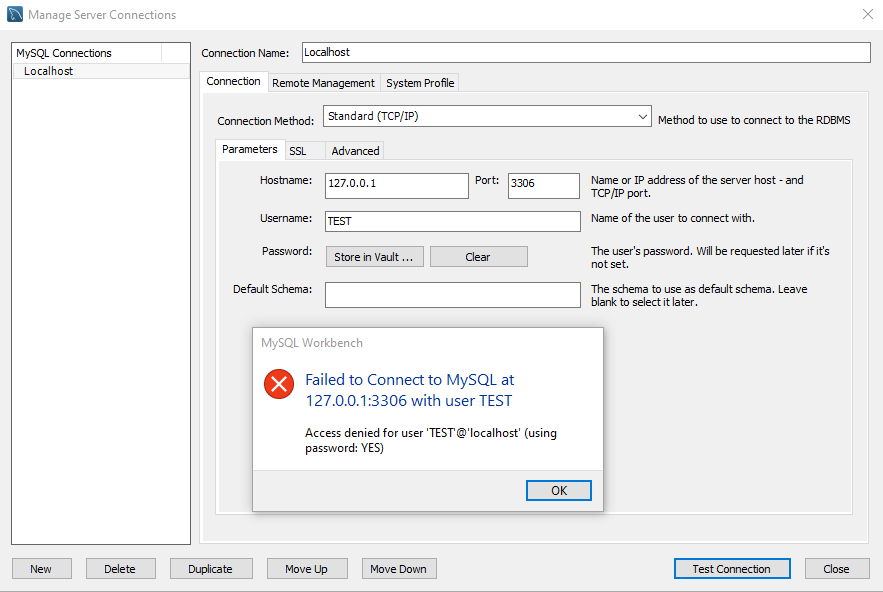 Manage Server Connections
MySQL Connections
Localhost
Connection Name: Localhost
Connection Remote Management System Profile
Connection Method: Standard (TCP/IP) Method to use to connect to the RDBMS
Parameters SSL Advanced
Hostname: 127.0.0.1 Port: 3306 Name or IP address of the server host - and
TCP/IP port.
Username: TEST Name of the user to connect with.
Password: Store in Vault ... Clear The user's password. Will be requested later if it's
not set.
Default Schema: The schema to use as default schema. Leave
blank to select it later.
MySQL Workbench
Failed to Connect to MySQL at
127.0.0.1:3306 with user TEST
Access denied for user 'TEST'@'localhost' (using
password: YES)
OK
New Delete Duplicate Move Up Move Down Test Connection Close